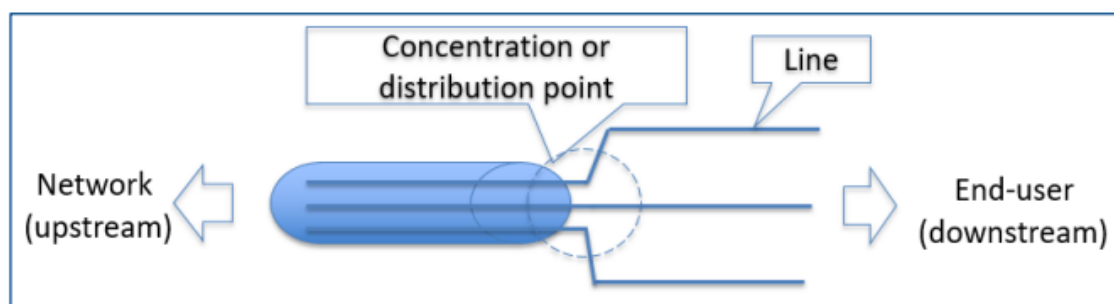 Concentration or
distribution point
Line
Network
(upstream)
End-user
(downstream)